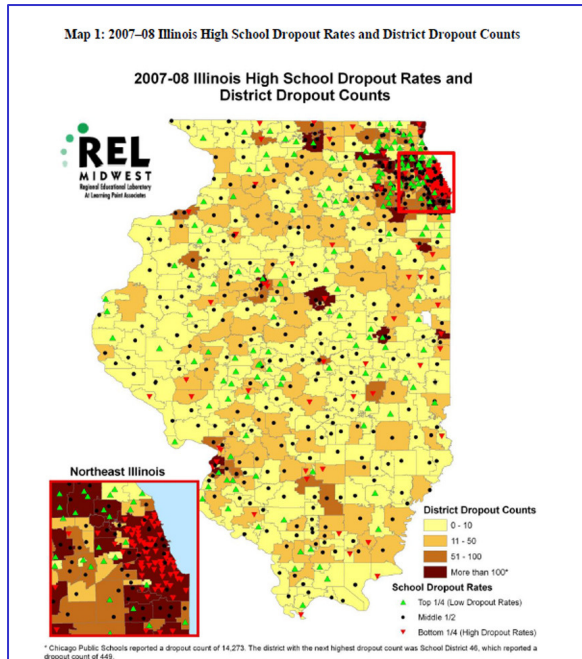 Map 1: 2007–08 Illinois High School Dropout Rates and District Dropout Counts
2007-08 Illinois High School Dropout Rates and
District Dropout Counts
REL
MIDWEST
Regional Educational Laboratory
At Learning Point Associates
Northeast Illinois
District Dropout Counts
0 - 10
11 - 50
51 - 100
More than 100*
School Dropout Rates
Top 1/4 (Low Dropout Rates)
Middle 1/2
Bottom 1/4 (High Dropout Rates)
* Chicago Public Schools reported a dropout count of 14,273. The district with the next highest dropout count was School District 46, which reported a
dropout count of 449.